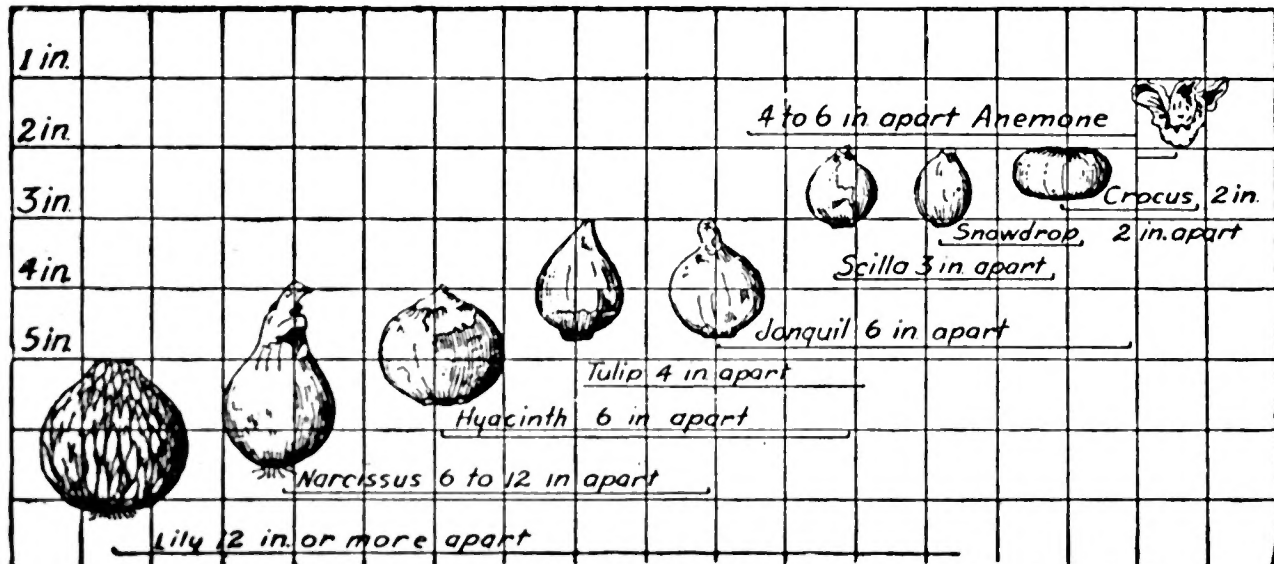 1 in.
2 in.
4 to 6 in apart Anemone
3 in.
Crocus, 2 in.
Snowdrop 2 in. apart
4 in.
Scilla 3 in. apart
5 in.
Jonquil 6 in apart
Tulip 4 in apart
Hyacinth 6 in apart
Narcissus 6 to 12 in apart
Lily 12 in. or more apart